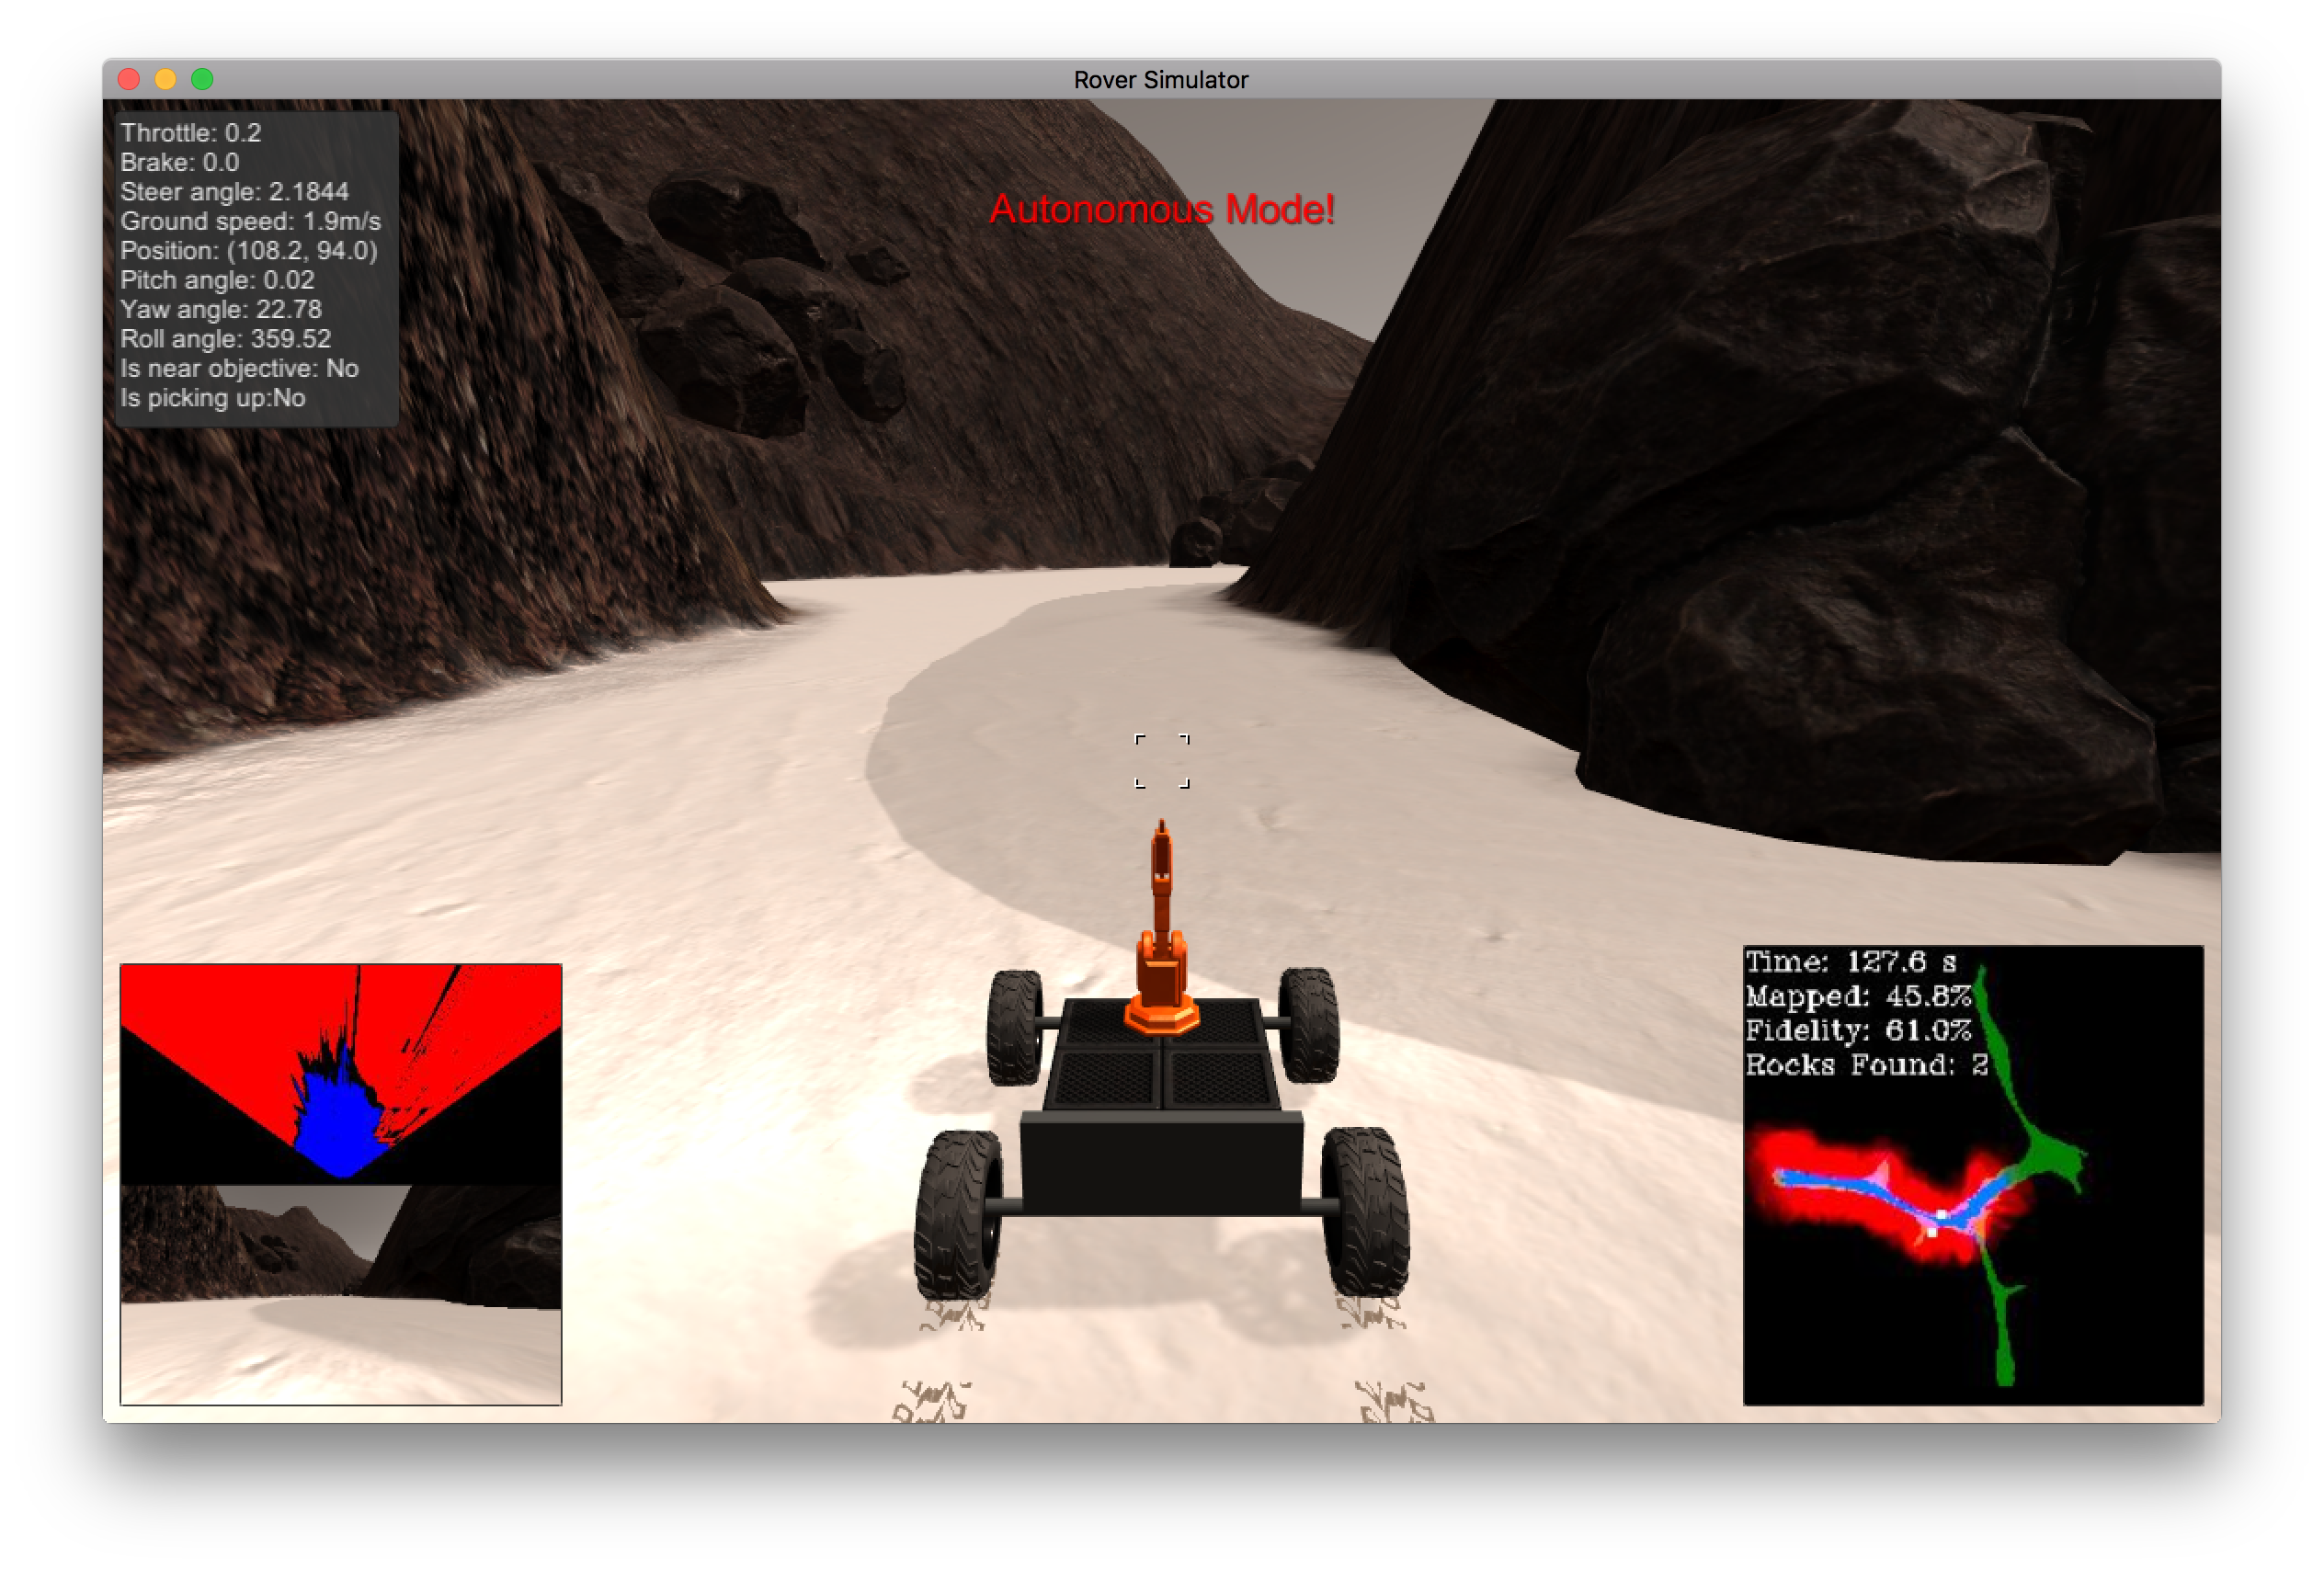 Rover Simulator
Throttle: 0.2
Brake: 0.0
Steer angle: 2.1844
Ground speed: 1.9m/s
Position: (108.2, 94.0)
Pitch angle: 0.02
Yaw angle: 22.78
Roll angle: 359.52
Is near objective: No
Is picking up:No
Autonomous Mode!
Time: 127.6 s
Mapped: 45.8%
Fidelity: 61.0%
Rocks Found: 2